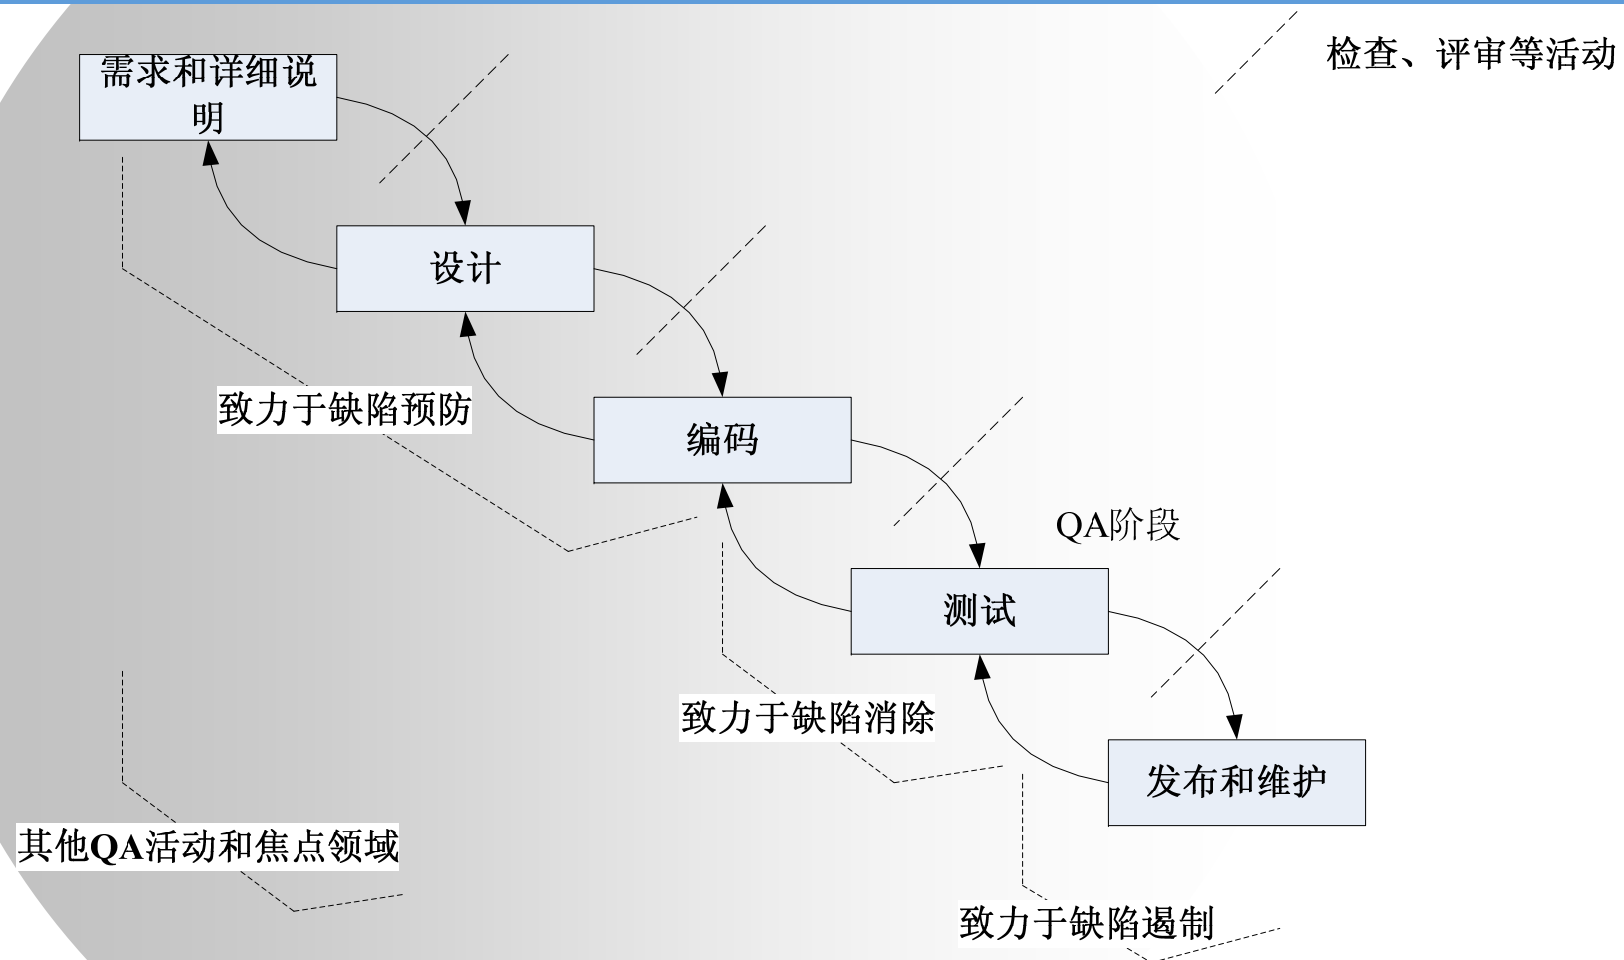 检查、评审等活动
需求和详细说
明
设计
致力于缺陷预防
编码
QA阶段
测试
致力于缺陷消除
发布和维护
其他QA活动和焦点领域
致力于缺陷遏制